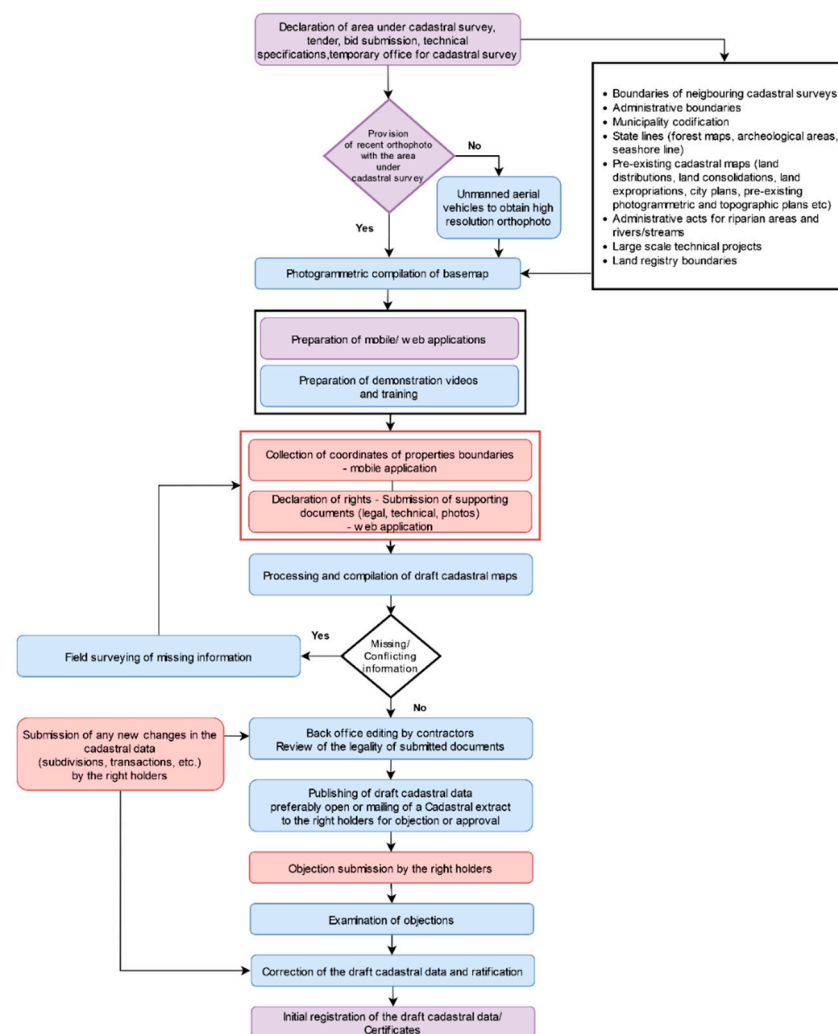 Declaration of area under cadastral survey,
tender, bid submission, technical
specifications,temporary office for cadastral survey
Boundaries of neigbouring cadastral surveys
Administrative boundaries
Municipality codification
State lines (forest maps, archeological areas,
seashore line)
Pre-existing cadastral maps (land
distributions, land consolidations, land
expropriations, city plans, pre-existing
photogrammetric and topographic plans etc)
Administrative acts for riparian areas and
rivers/streams
Large scale technical projects
Land registry boundaries
Provision
of recent orthophoto
with the area
under
cadastral survey
No
Unmanned aerial
vehicles to obtain high
resolution orthophoto
Yes
Photogrammetric compilation of basemap
Preparation of mobile/ web applications
Preparation of demonstration videos
and training
Collection of coordinates of properties boundaries
- mobile application
Declaration of rights - Submission of supporting
documents (legal, technical, photos)
- web application
Processing and compilation of draft cadastral maps
Missing/
Conflicting
information
Yes
Field surveying of missing information
No
Submission of any new changes in the
cadastral data
(subdivisions, transactions, etc.)
by the right holders
Back office editing by contractors
Review of the legality of submitted documents
Publishing of draft cadastral data
preferably open or mailing of a Cadastral extract
to the right holders for objection or approval
Objection submission by the right holders
Examination of objections
Correction of the draft cadastral data and ratification
Initial registration of the draft cadastral data/
Certificates